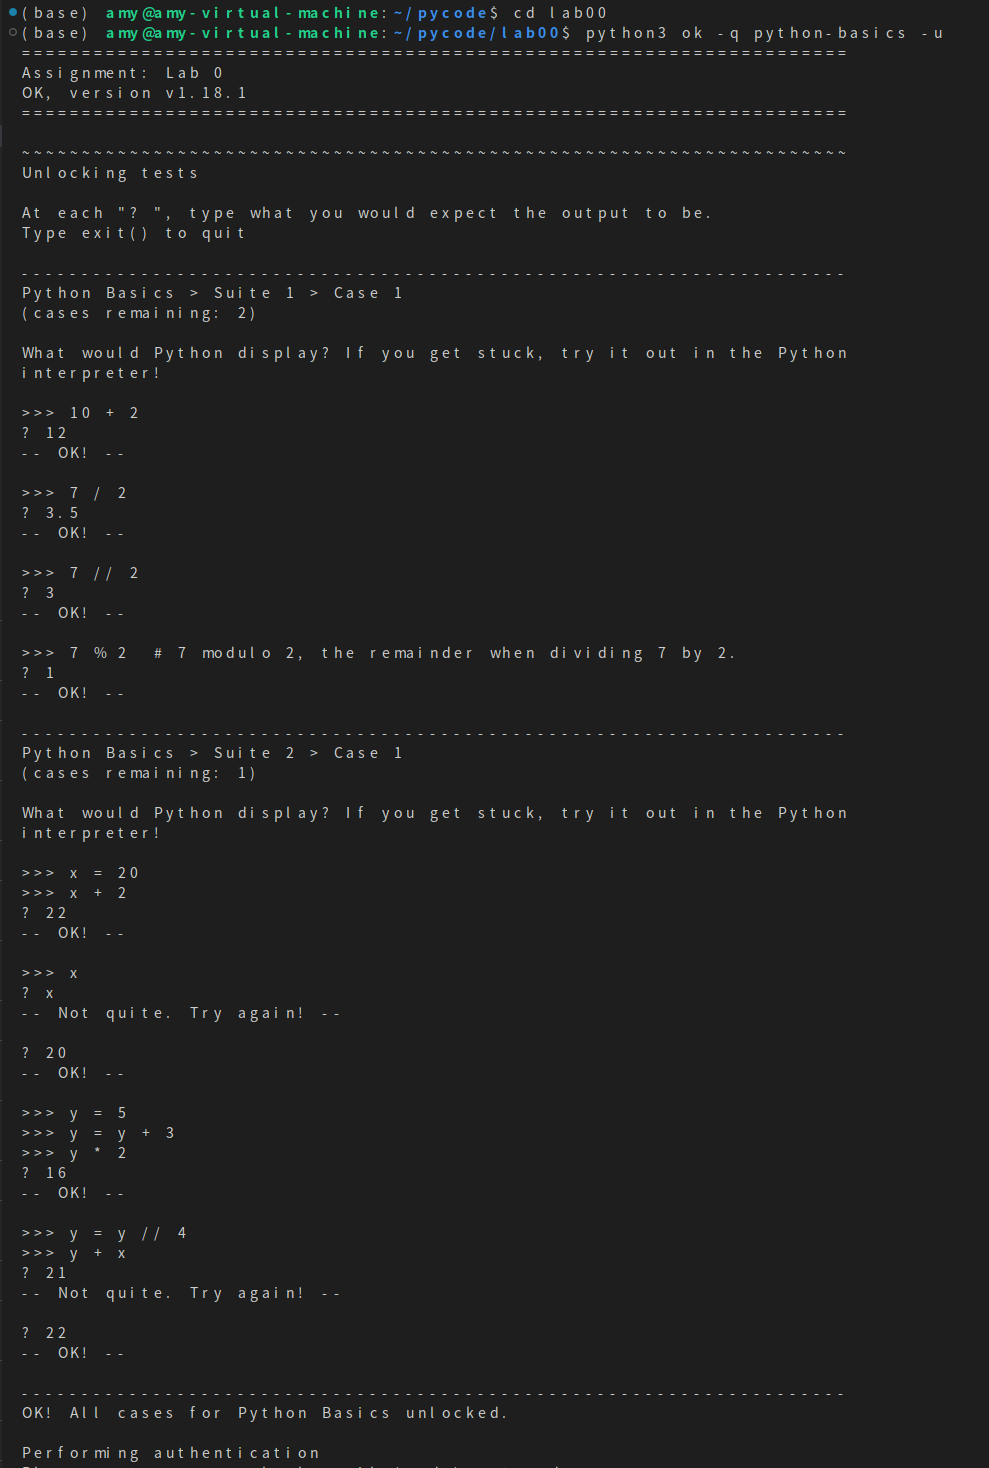 (base) amy@amy-virtual-machine:~/pycode$ cd lab00
(base) amy@amy-virtual-machine:~/pycode/lab00$ python3 ok -q python-basics -u
=====================================================================
Assignment: Lab 0
OK, version v1.18.1
=====================================================================
~~~~~~~~~~~~~~~~~~~~~~~~~~~~~~~~~~~~~~~~~~~~~~~~~~~~~~~~~~~~~~~~~~~~~
Unlocking tests
At each "? ", type what you would expect the output to be.
Type exit() to quit
---------------------------------------------------------------------
Python Basics > Suite 1 > Case 1
(cases remaining: 2)
What would Python display? If you get stuck, try it out in the Python
interpreter!
>>> 10 + 2
? 12
-- OK! --
>>> 7 / 2
? 3.5
-- OK! --
>>> 7 // 2
? 3
-- OK! --
>>> 7 % 2  # 7 modulo 2, the remainder when dividing 7 by 2.
? 1
-- OK! --
---------------------------------------------------------------------
Python Basics > Suite 2 > Case 1
(cases remaining: 1)
What would Python display? If you get stuck, try it out in the Python
interpreter!
>>> x = 20
>>> x + 2
? 22
-- OK! --
>>> x
? x
-- Not quite. Try again! --
? 20
-- OK! --
>>> y = 5
>>> y = y + 3
>>> y * 2
? 16
-- OK! --
>>> y = y // 4
>>> y + x
? 21
-- Not quite. Try again! --
? 22
-- OK! --
---------------------------------------------------------------------
OK! All cases for Python Basics unlocked.
Performing authentication